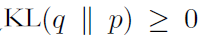 KL(q ∥ p) ≥ 0